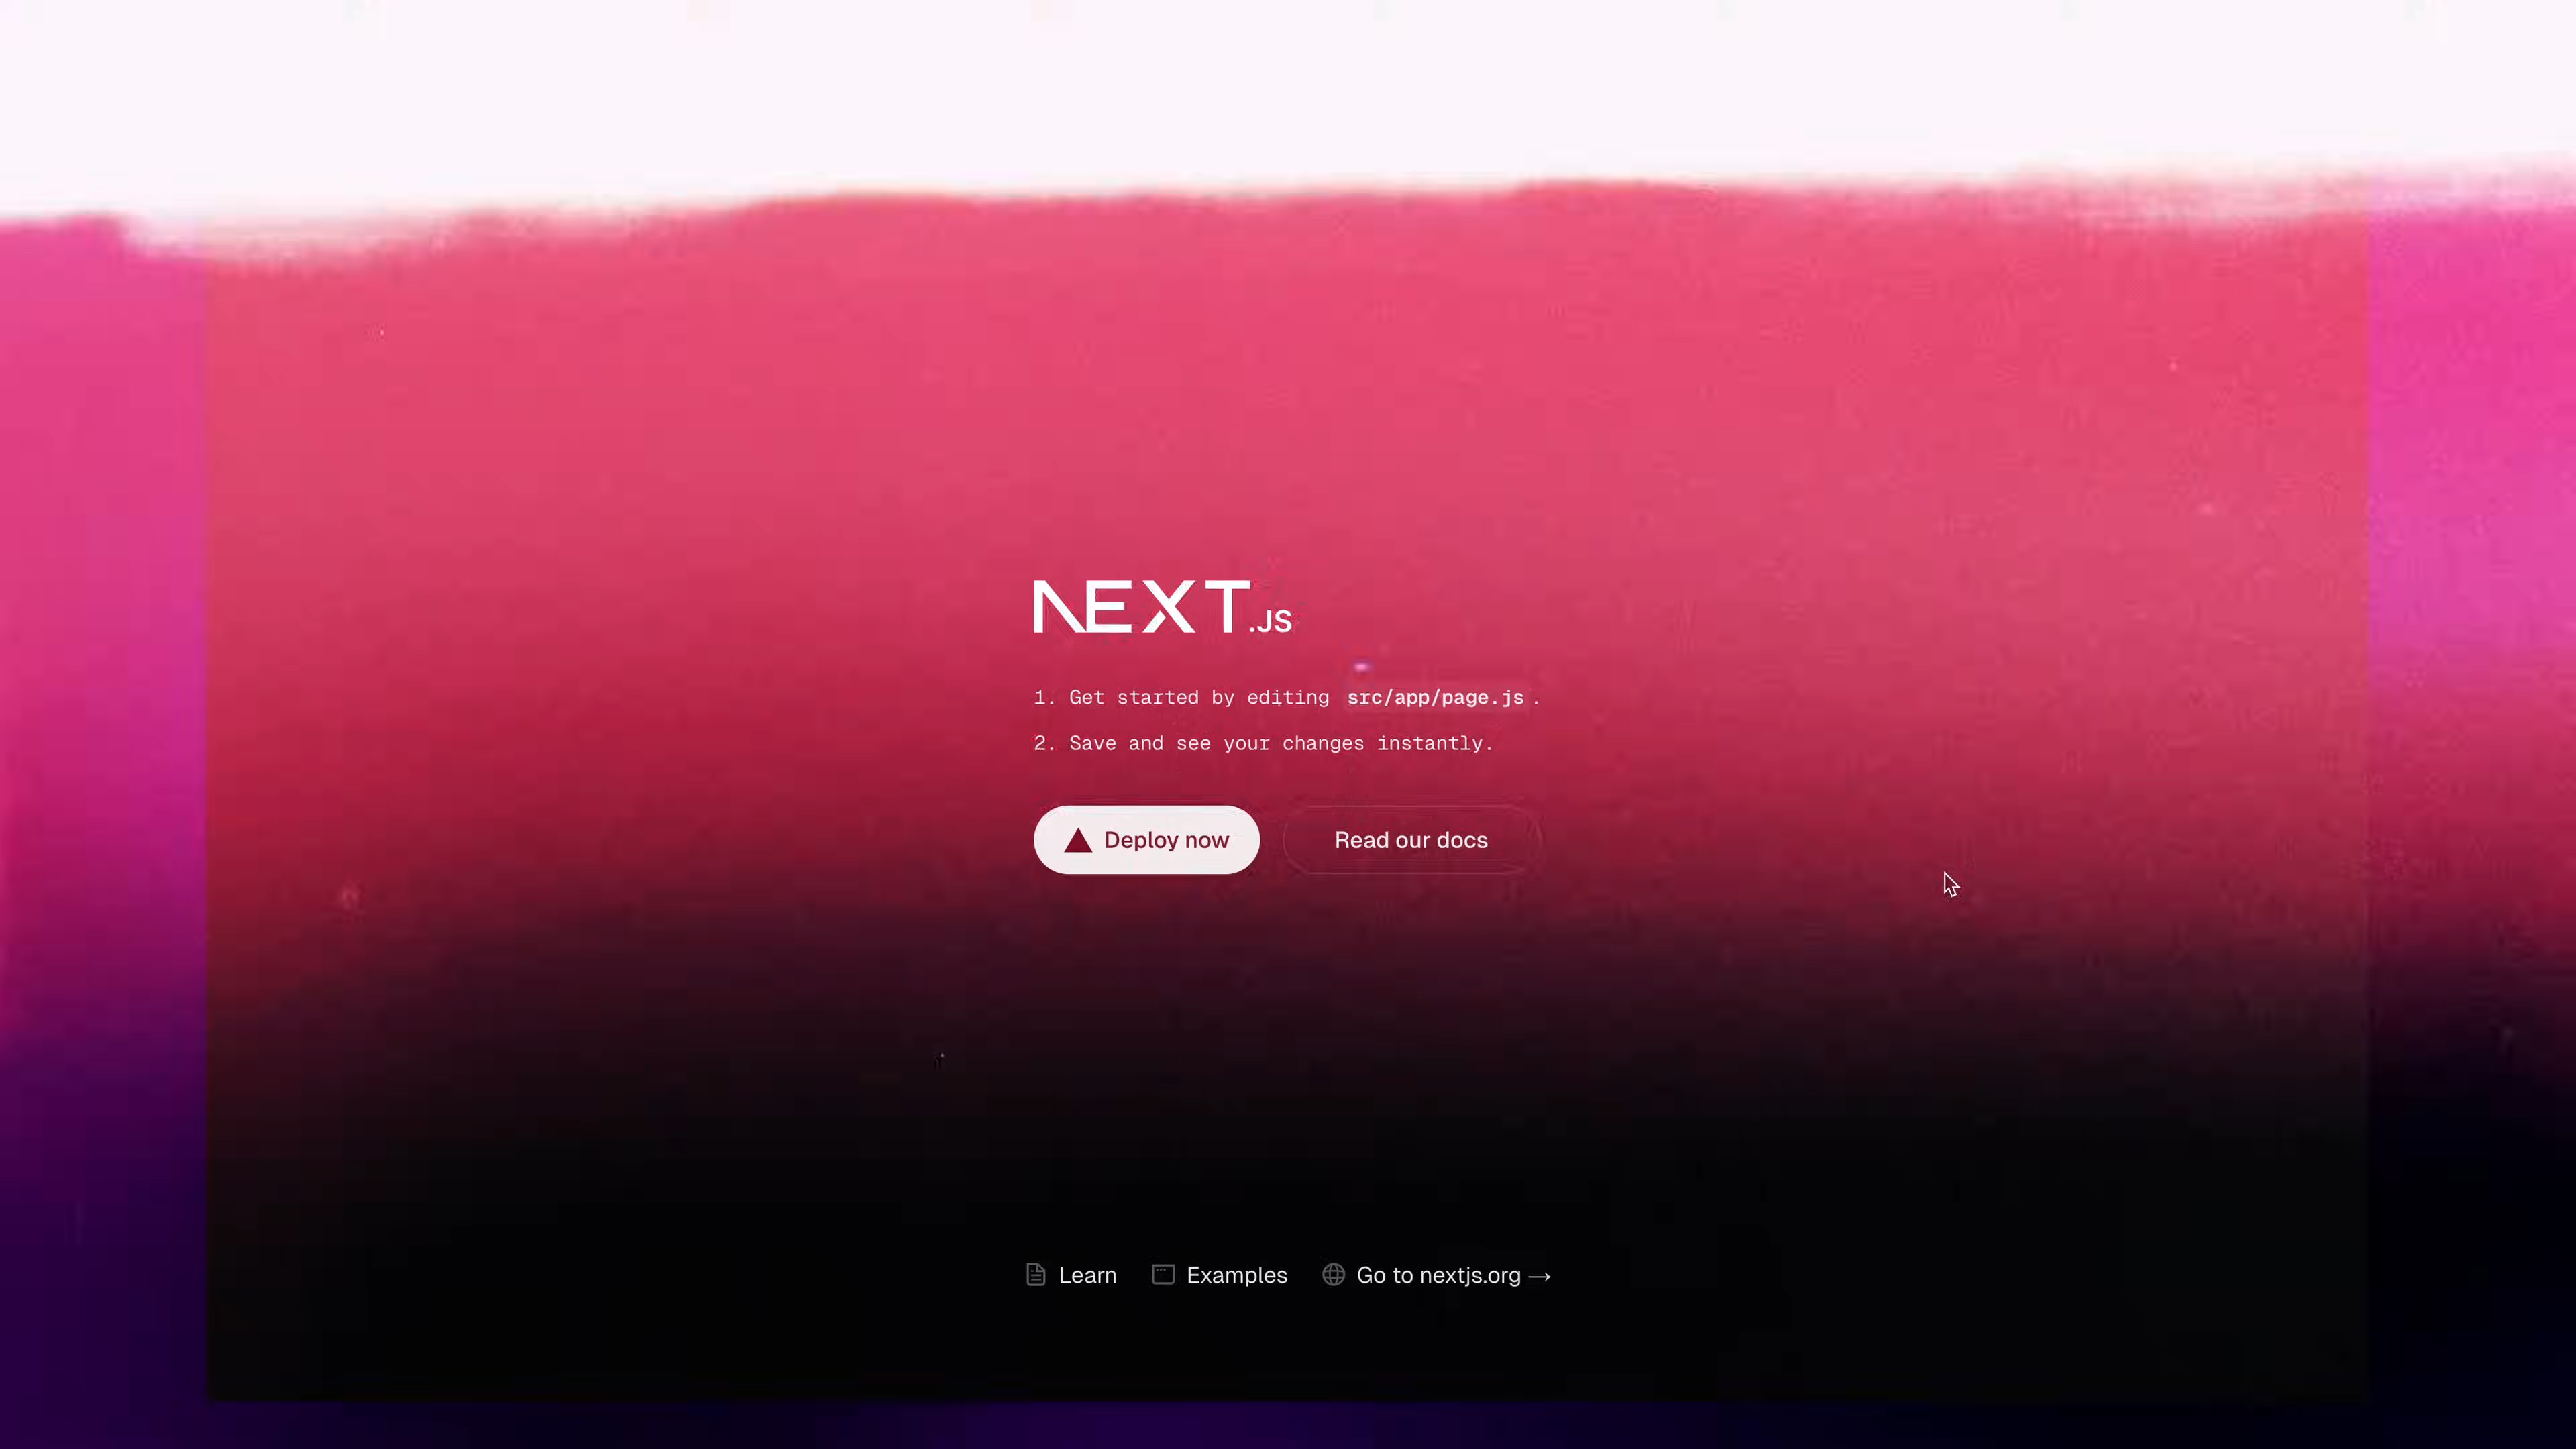 NEXT.JS
1. Get started by editing src/app/page.js.
2. Save and see your changes instantly.
Deploy now
Read our docs
Learn
Examples
Go to nextjs.org →